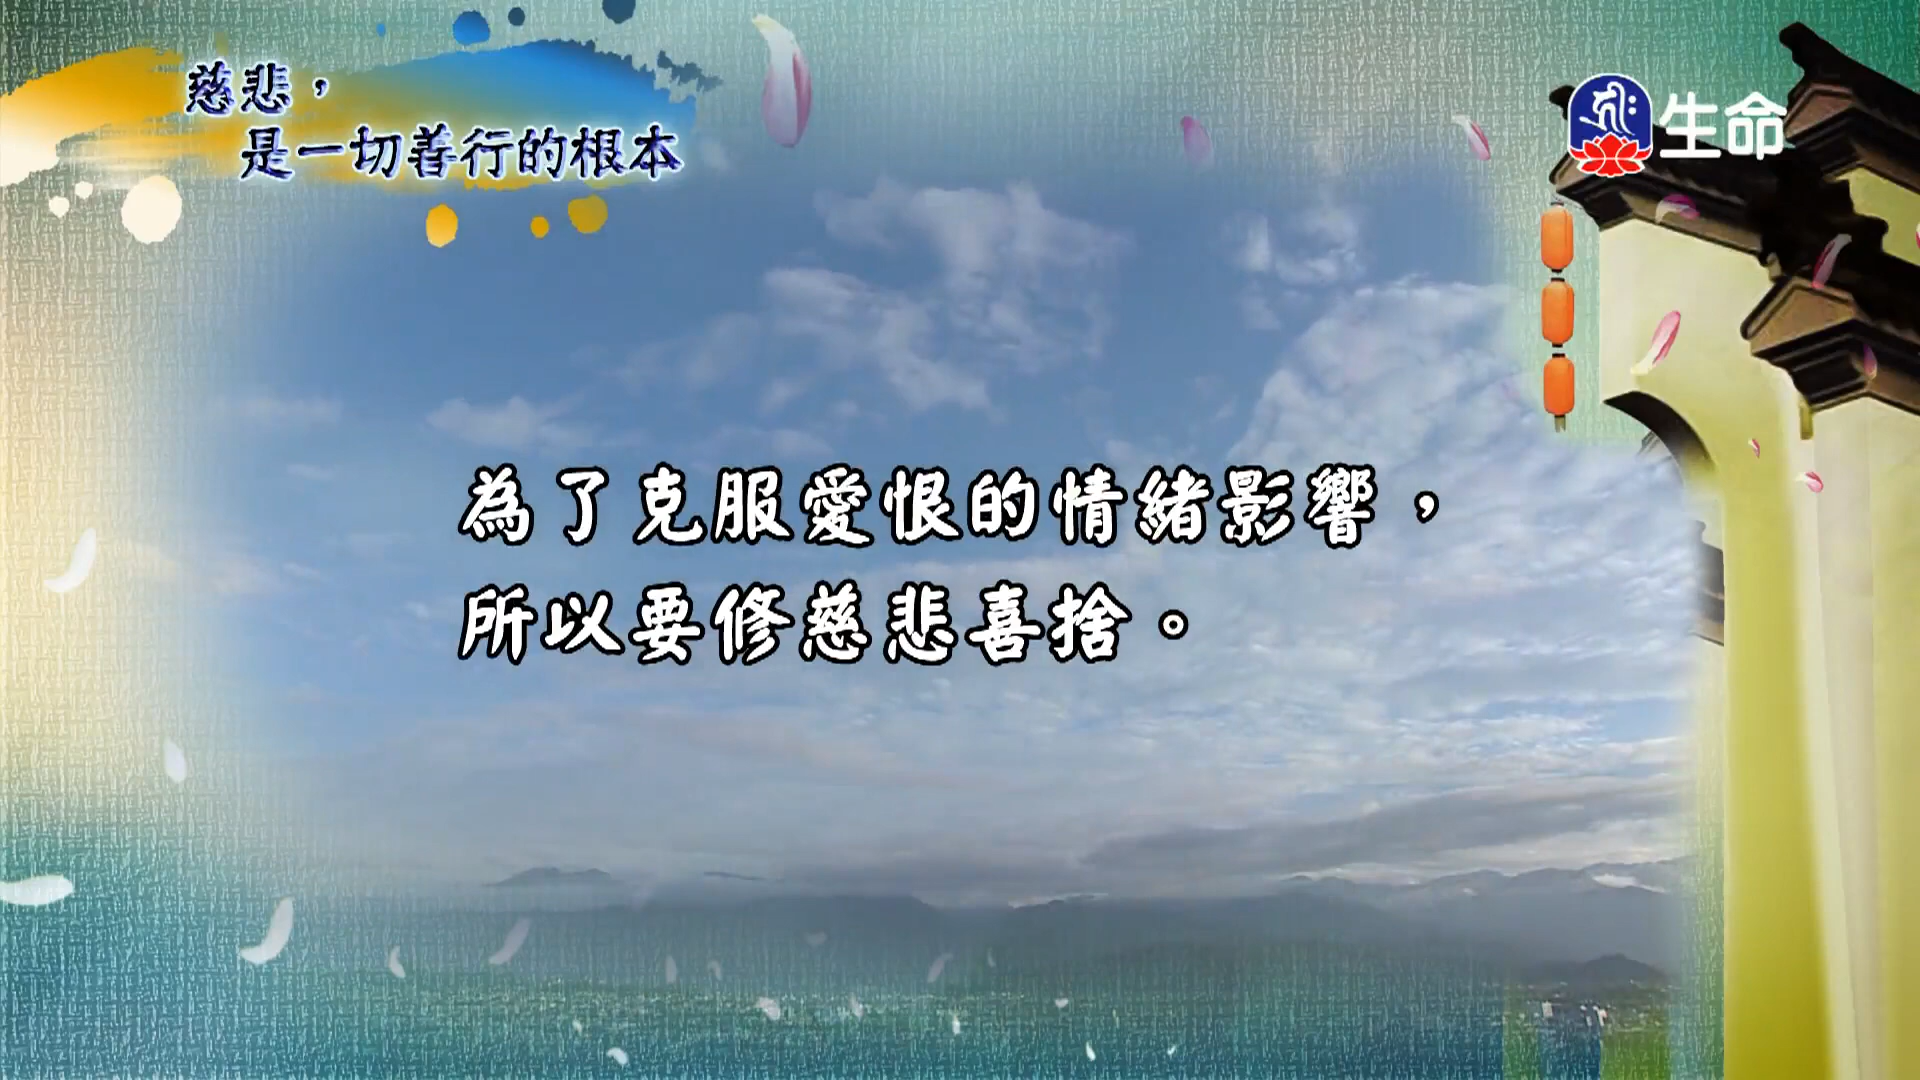 慈悲，
是一切善行的根本
生命
為了克服愛恨的情緒影響，
所以要修慈悲喜捨。